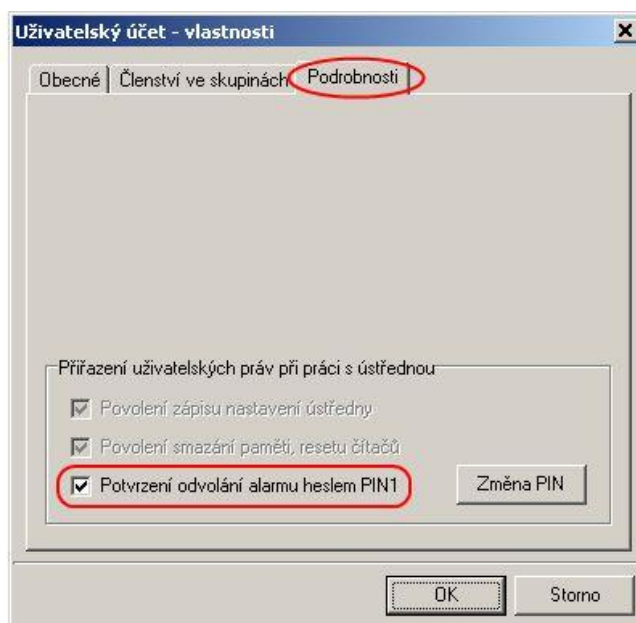 Uživatelský účet - vlastnosti
Obecné Členství ve skupinách Podrobnosti
Přiřazení uživatelských práv při práci s ústřednou
Povolení zápisu nastavení ústředny
Povolení smazání paměti, resetu čítačů
Potvrzení odvolání alarmu heslem PIN1 Změna PIN
OK Storno